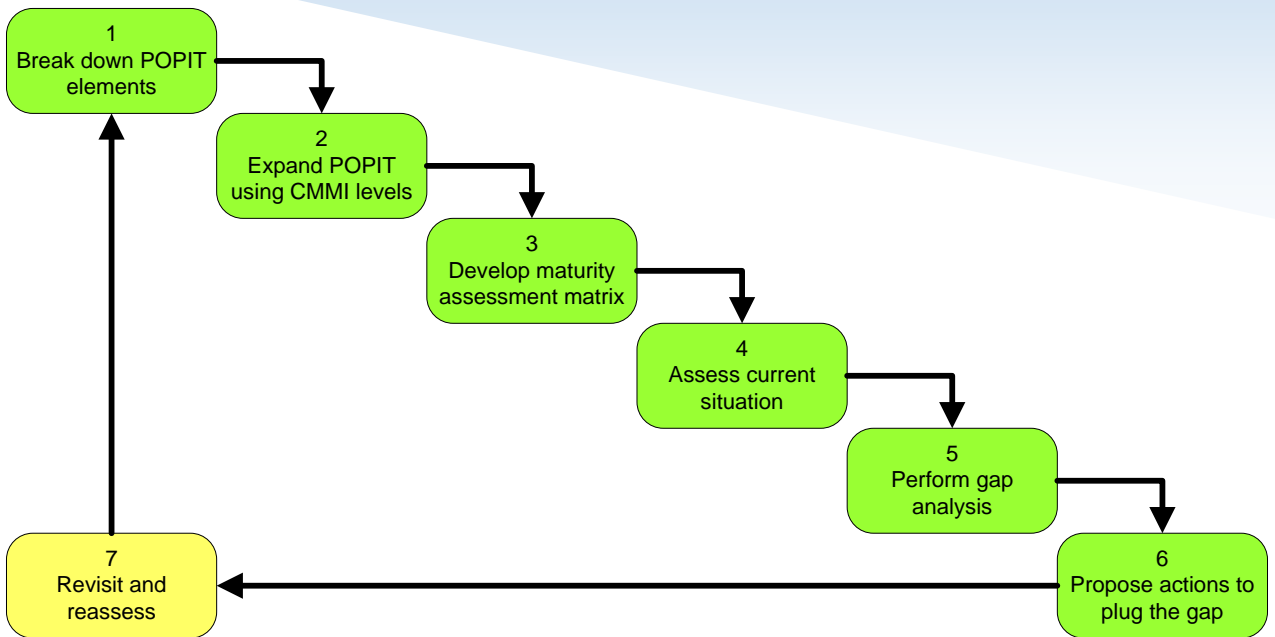 1
Break down POPIT
elements
2
Expand POPIT
using CMMI levels
3
Develop maturity
assessment matrix
4
Assess current
situation
5
Perform gap
analysis
6
Propose actions to
plug the gap
7
Revisit and
reassess